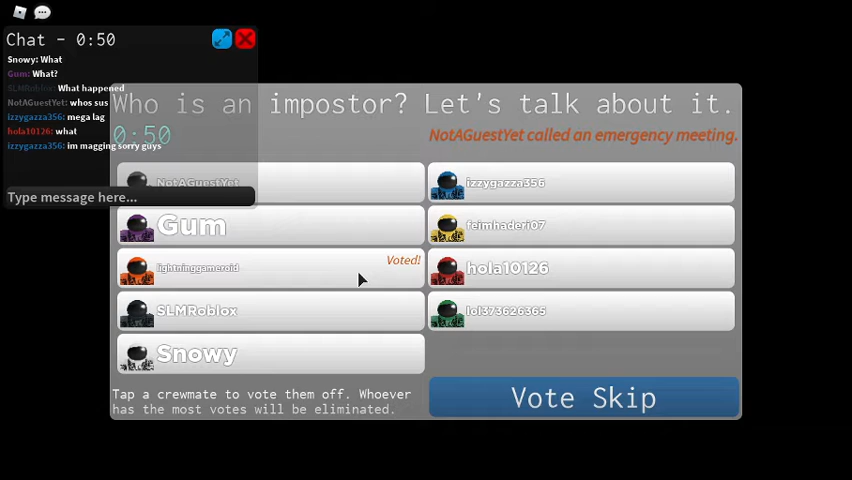 Chat - 0:50
Snowy: What
Gum: What?
SLMRoblox: What happened
NotAGuestYet: whos sus
izzygazza356: mega lag
hola10126: what
izzygazza356: im magging sorry guys
Type message here...
Who is an impostor? Let's talk about it.
0:50
NotAGuestYet called an emergency meeting.
NotAGuestYet
izzygazza356
Gum
feimhaderi07
lightninggameroid
Voted!
hola10126
SLMRoblox
lol373626365
Snowy
Tap a crewmate to vote them off. Whoever
has the most votes will be eliminated.
Vote Skip